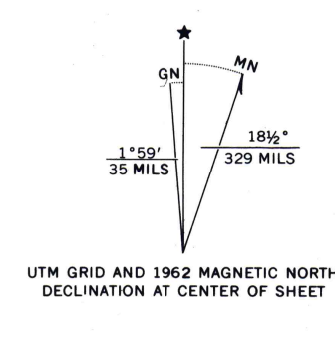 GN
MN
1°59'
35 MILS
18½°
329 MILS
UTM GRID AND 1962 MAGNETIC NORTH
DECLINATION AT CENTER OF SHEET